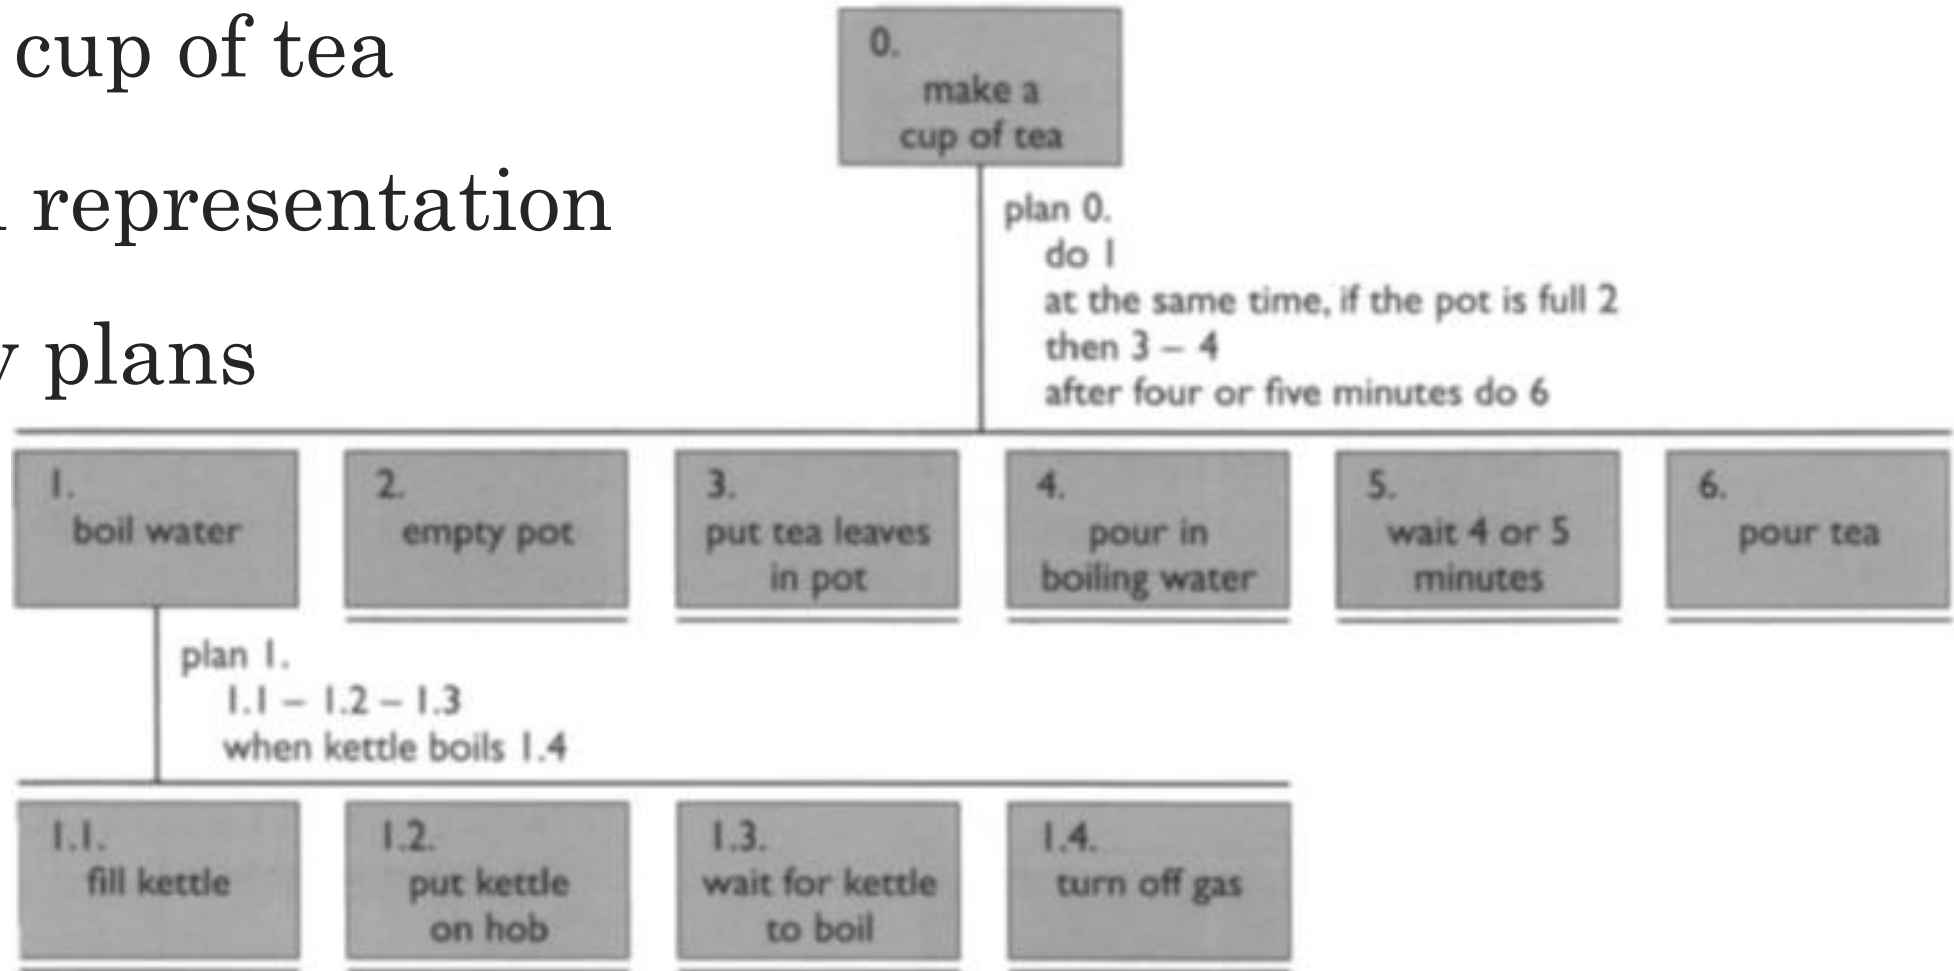 cup of tea
representation
plans
0.
make a
cup of tea
plan 0.
do 1
at the same time, if the pot is full 2
then 3 – 4
after four or five minutes do 6
1.
boil water
2.
empty pot
3.
put tea leaves
in pot
4.
pour in
boiling water
5.
wait 4 or 5
minutes
6.
pour tea
plan 1.
1.1 – 1.2 – 1.3
when kettle boils 1.4
1.1.
fill kettle
1.2.
put kettle
on hob
1.3.
wait for kettle
to boil
1.4.
turn off gas